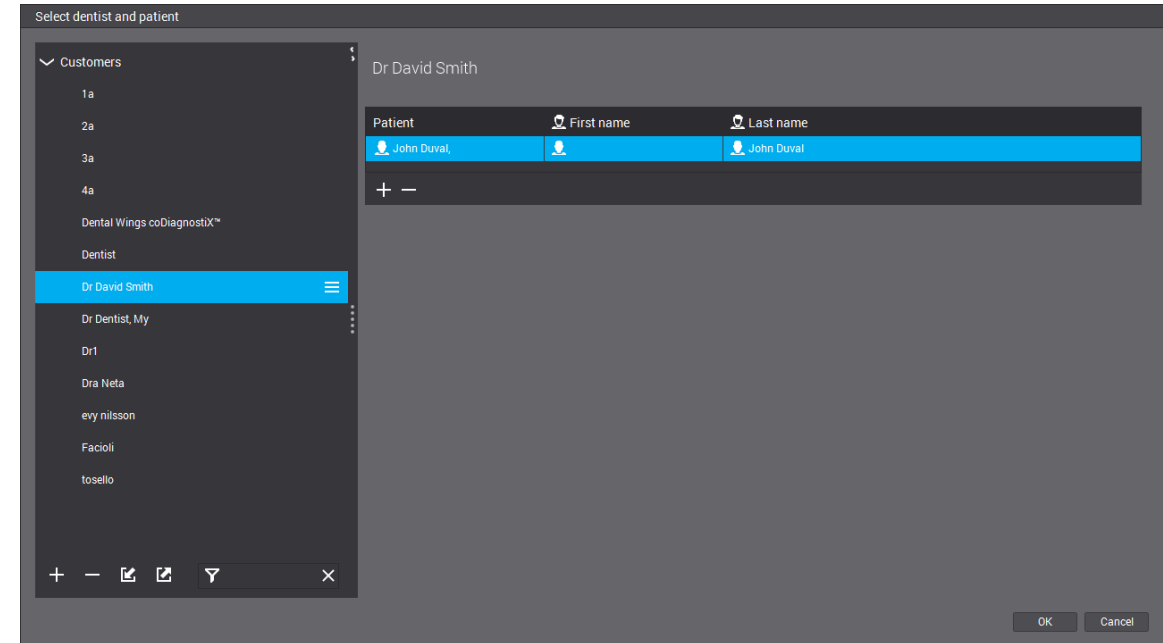 Select dentist and patient
Customers
1a
2a
3a
4a
Dental Wings coDiagnostiX™
Dentist
Dr David Smith
Dr Dentist, My
Dr1
Dra Neta
evy nilsson
Facioli
tosello
Dr David Smith
Patient First name Last name
John Duval, John Duval
OK Cancel